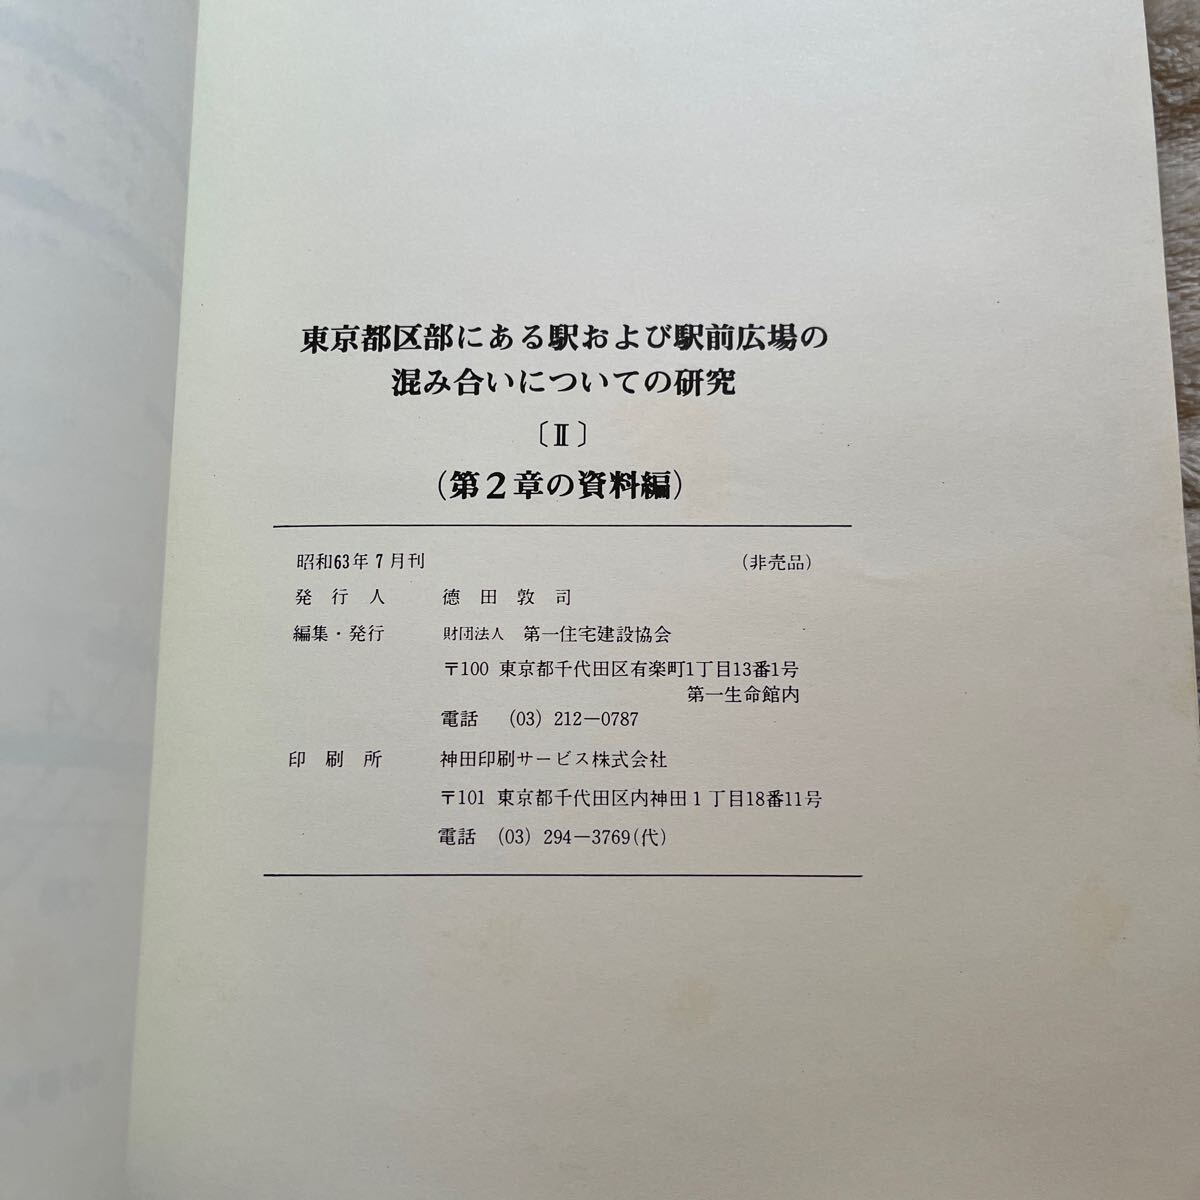 東京都区部にある駅および駅前広場の
混み合いについての研究
〔Ⅱ〕
(第2章の資料編)
昭和63年7月刊 (非売品)
発行人 徳田敦司
編集・発行 財団法人 第一住宅建設協会
〒100 東京都千代田区有楽町1丁目13番1号
第一生命館内
電話 (03) 212－0787
印刷所 神田印刷サービス株式会社
〒101 東京都千代田区内神田1丁目18番11号
電話 (03) 294－3769(代)